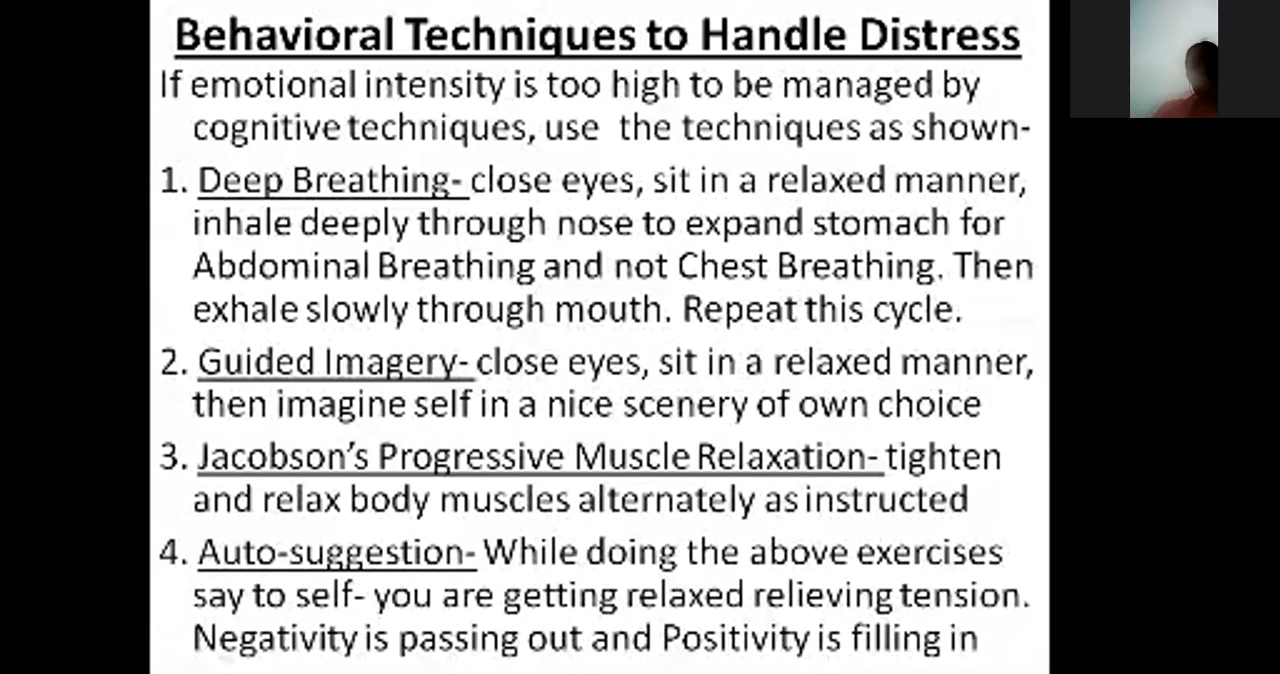 Behavioral Techniques to Handle Distress
If emotional intensity is too high to be managed by
cognitive techniques, use the techniques as shown-
1. Deep Breathing- close eyes, sit in a relaxed manner,
inhale deeply through nose to expand stomach for
Abdominal Breathing and not Chest Breathing. Then
exhale slowly through mouth. Repeat this cycle.
2. Guided Imagery- close eyes, sit in a relaxed manner,
then imagine self in a nice scenery of own choice
3. Jacobson's Progressive Muscle Relaxation- tighten
and relax body muscles alternately as instructed
4. Auto-suggestion- While doing the above exercises
say to self- you are getting relaxed relieving tension.
Negativity is passing out and Positivity is filling in